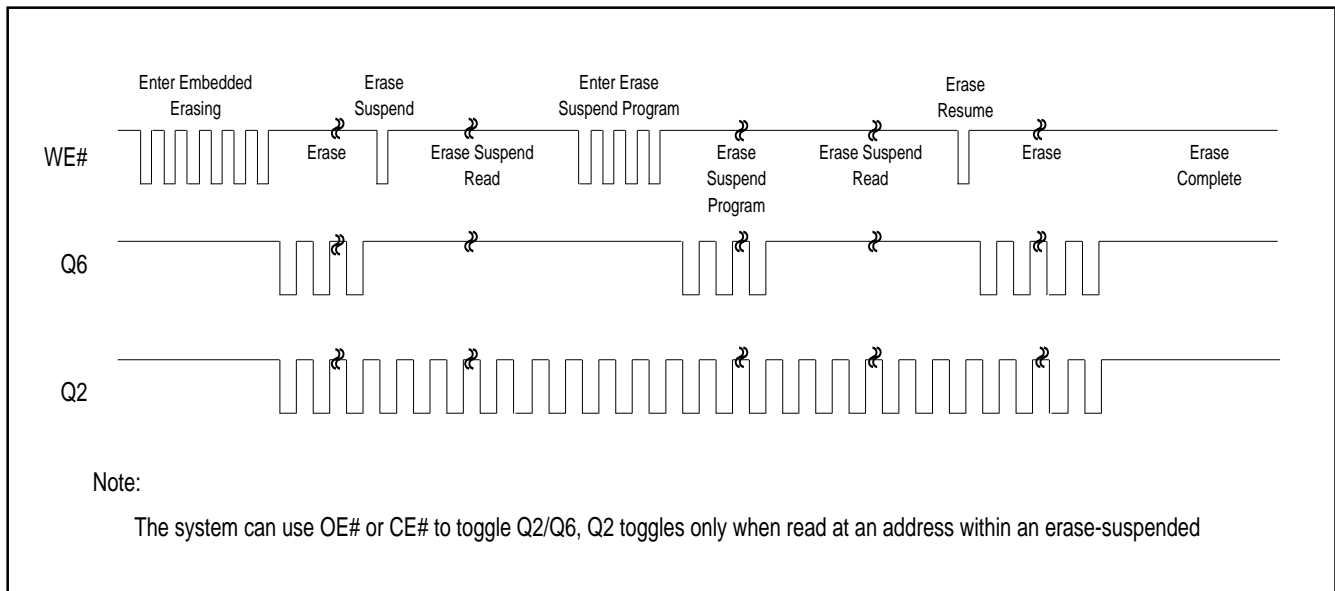 Enter Embedded
Erasing
Erase
Suspend
Enter Erase
Suspend Program
Erase
Resume
WE#
Erase
Erase Suspend
Read
Erase
Suspend
Program
Erase Suspend
Read
Erase
Erase
Complete
Q6
Q2
Note:
The system can use OE# or CE# to toggle Q2/Q6, Q2 toggles only when read at an address within an erase-suspended